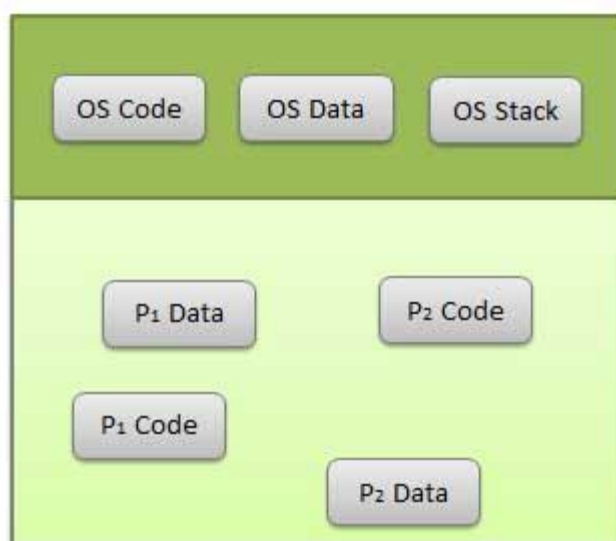 OS Code
OS Data
OS Stack
P₁ Data
P₂ Code
P₁ Code
P₂ Data